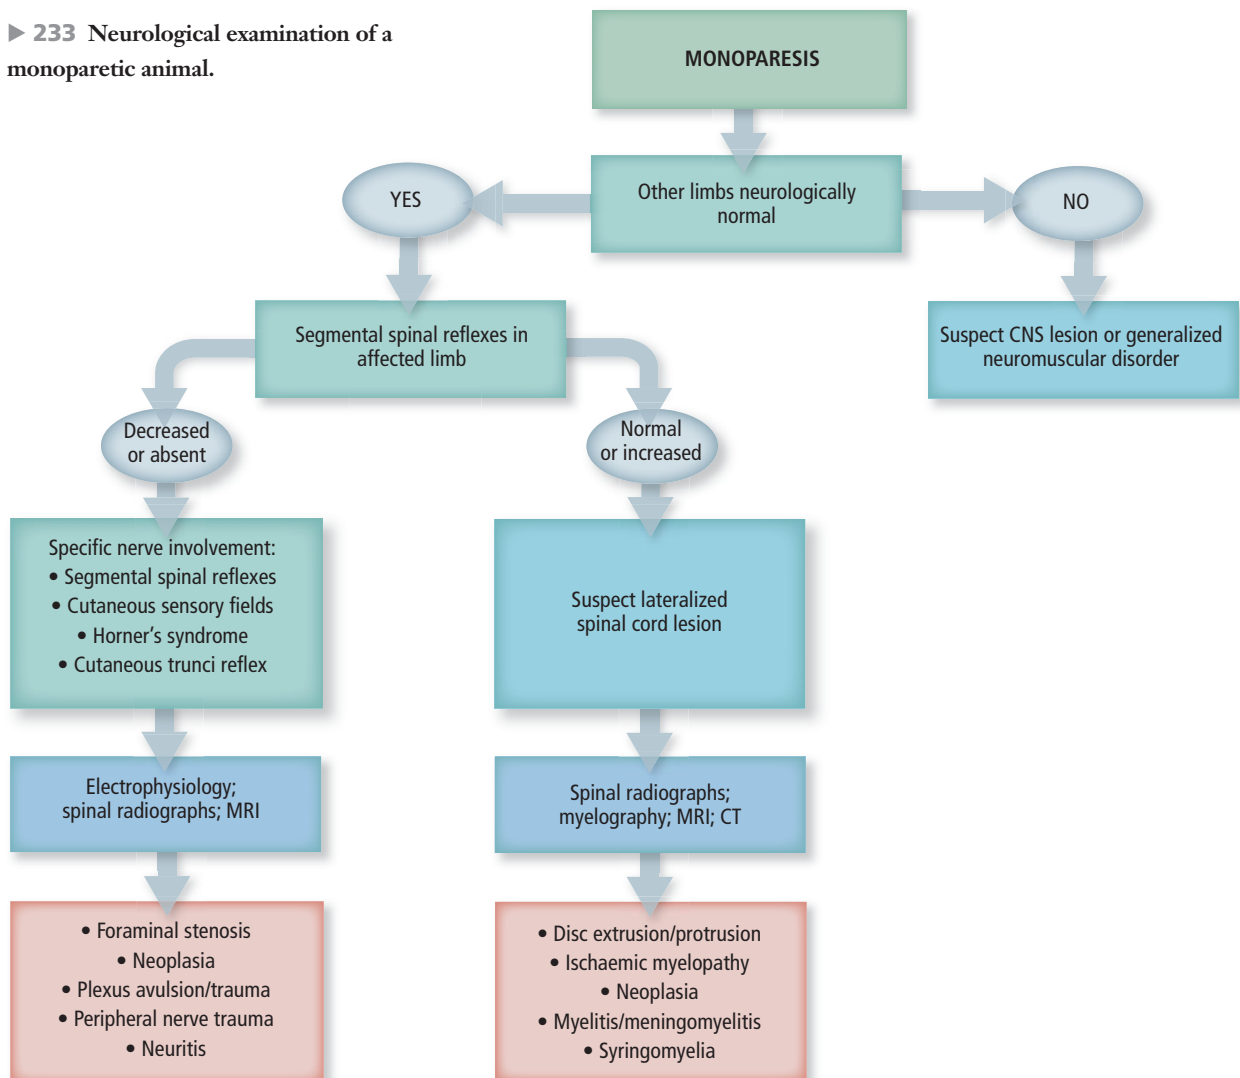 ▶ 233 Neurological examination of a
monoparetic animal.
MONOPARESIS
Other limbs neurologically
normal
YES
NO
Segmental spinal reflexes in
affected limb
Suspect CNS lesion or generalized
neuromuscular disorder
Decreased
or absent
Normal
or increased
Specific nerve involvement:
• Segmental spinal reflexes
• Cutaneous sensory fields
• Horner's syndrome
• Cutaneous trunci reflex
Suspect lateralized
spinal cord lesion
Electrophysiology;
spinal radiographs; MRI
Spinal radiographs;
myelography; MRI; CT
• Foraminal stenosis
• Neoplasia
• Plexus avulsion/trauma
• Peripheral nerve trauma
• Neuritis
• Disc extrusion/protrusion
• Ischaemic myelopathy
• Neoplasia
• Myelitis/meningomyelitis
• Syringomyelia